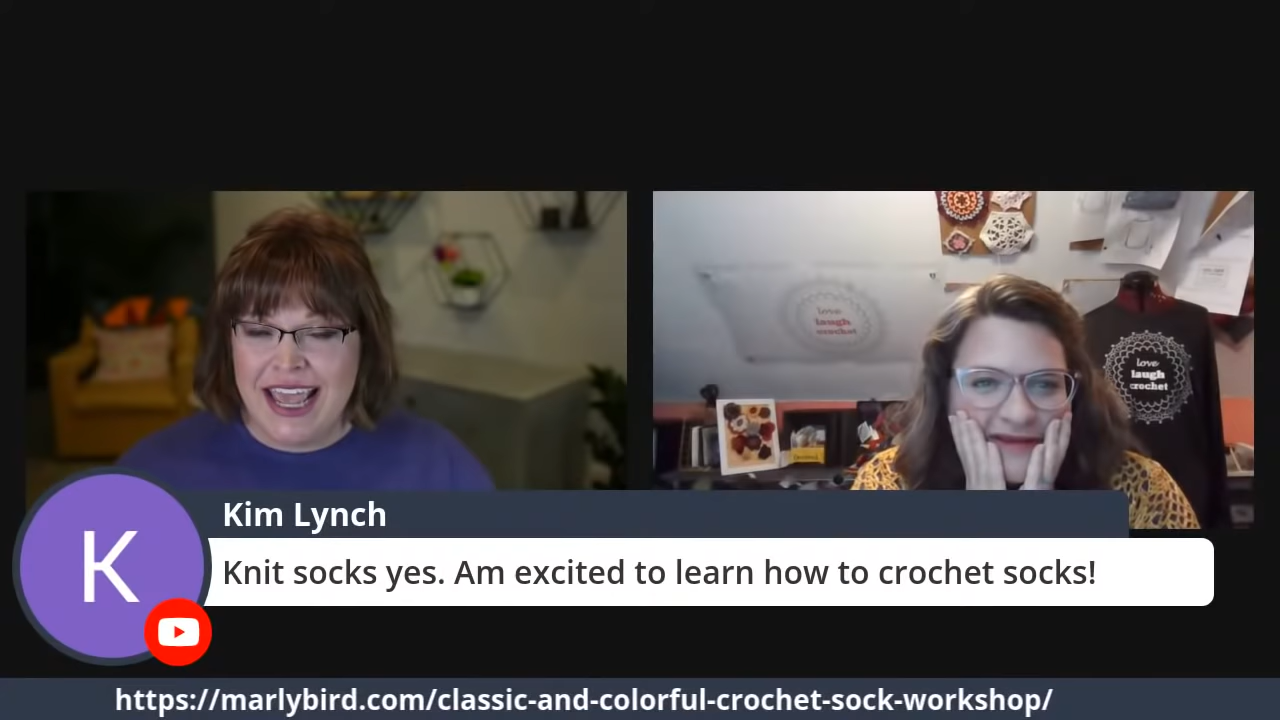 love
laugh
crochet
love
laugh
crochet
Kim Lynch
Knit socks yes. Am excited to learn how to crochet socks!
K
https://marlybird.com/classic-and-colorful-crochet-sock-workshop/